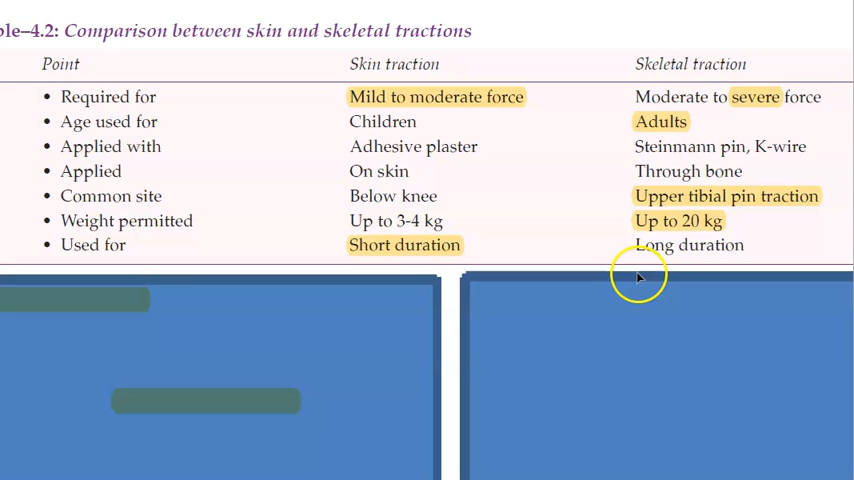 ble–4.2: Comparison between skin and skeletal tractions
Point Skin traction Skeletal traction
• Required for Mild to moderate force Moderate to severe force
• Age used for Children Adults
• Applied with Adhesive plaster Steinmann pin, K-wire
• Applied On skin Through bone
• Common site Below knee Upper tibial pin traction
• Weight permitted Up to 3-4 kg Up to 20 kg
• Used for Short duration Long duration